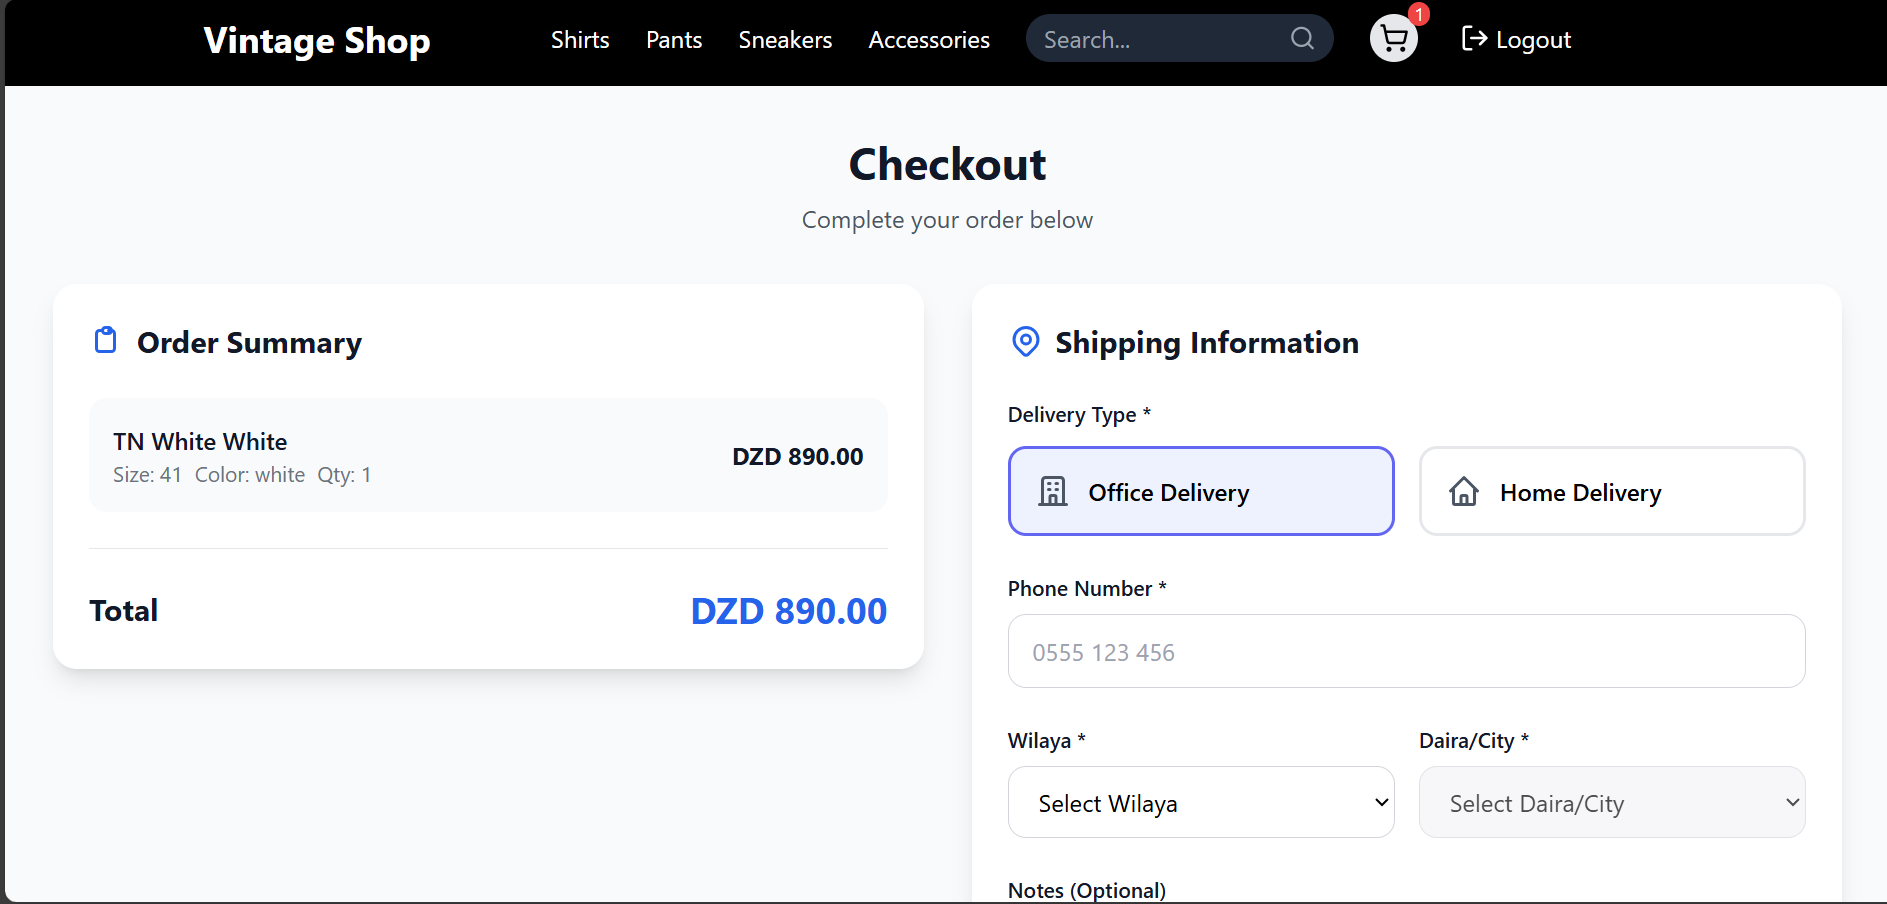 Vintage Shop
Shirts
Pants
Sneakers
Accessories
Search...
1
Logout
Checkout
Complete your order below
Order Summary
TN White White
Size: 41 Color: white Qty: 1
DZD 890.00
Total
DZD 890.00
Shipping Information
Delivery Type *
Office Delivery
Home Delivery
Phone Number *
0555 123 456
Wilaya *
Select Wilaya
Daira/City *
Select Daira/City
Notes (Optional)